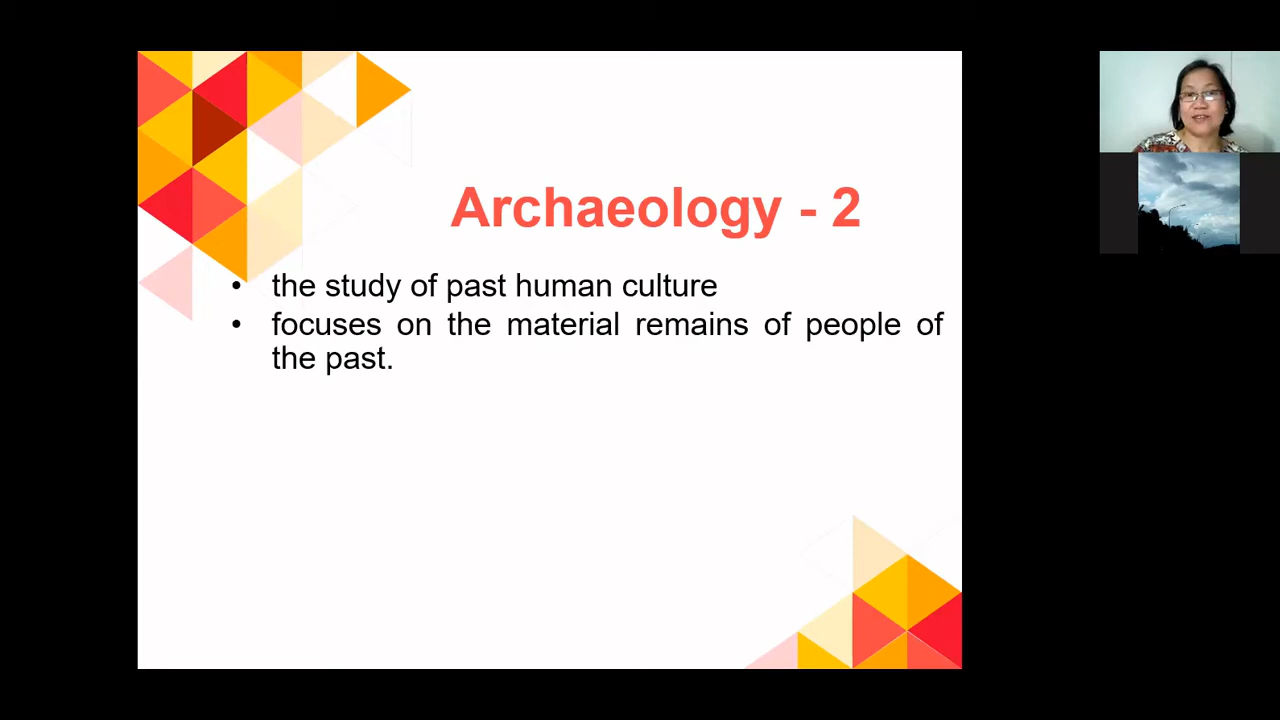 Archaeology - 2
• the study of past human culture
• focuses on the material remains of people of
the past.